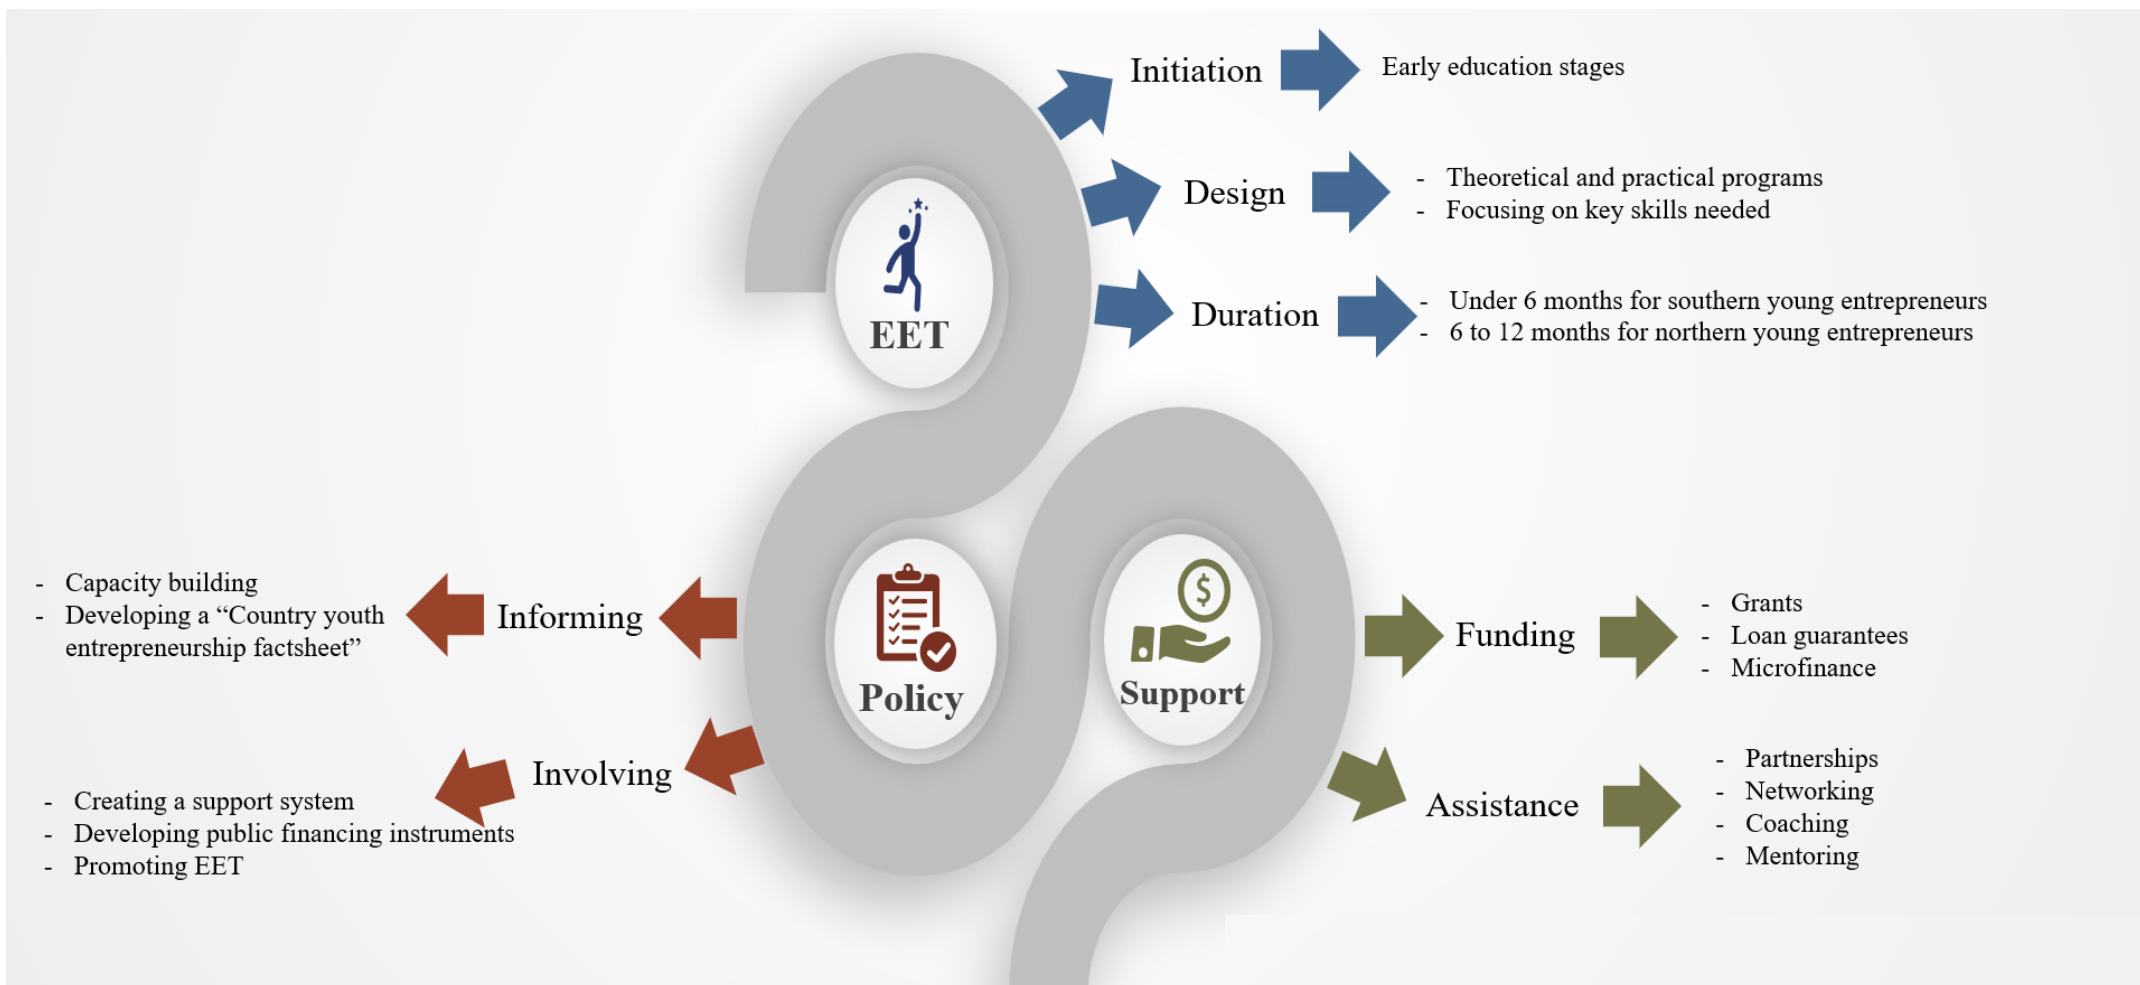 Initiation
Early education stages
Design
- Theoretical and practical programs
- Focusing on key skills needed
Duration
- Under 6 months for southern young entrepreneurs
- 6 to 12 months for northern young entrepreneurs
EET
Policy
Informing
- Capacity building
- Developing a “Country youth
entrepreneurship factsheet”
Involving
- Creating a support system
- Developing public financing instruments
- Promoting EET
$
Support
Funding
- Grants
- Loan guarantees
- Microfinance
Assistance
- Partnerships
- Networking
- Coaching
- Mentoring